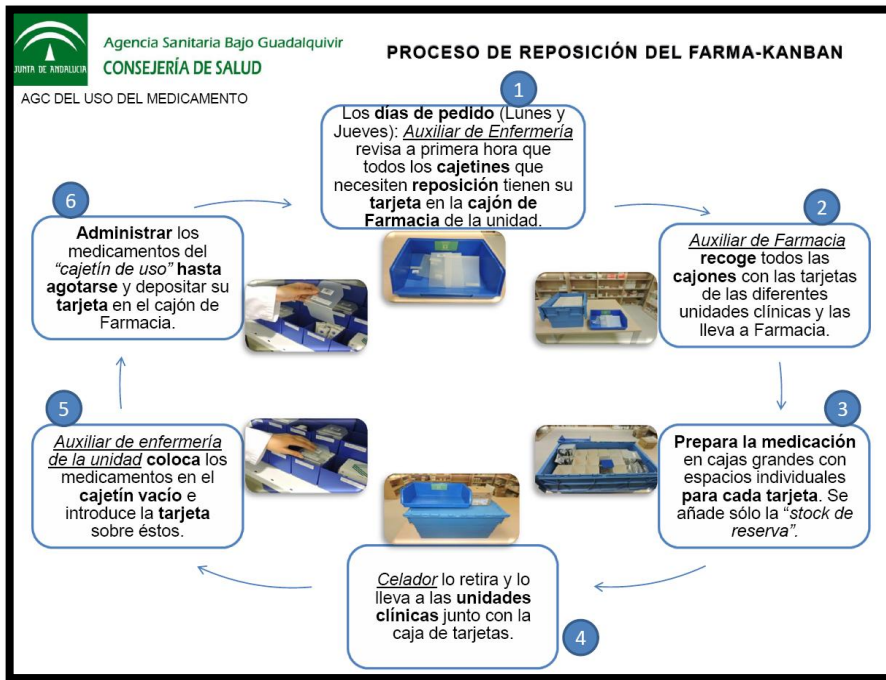 JUNTA DE ANDALUCIA
Agencia Sanitaria Bajo Guadalquivir
CONSEJERÍA DE SALUD
AGC DEL USO DEL MEDICAMENTO
PROCESO DE REPOSICIÓN DEL FARMA-KANBAN
1
Los días de pedido (Lunes y
Jueves): Auxiliar de Enfermería
revisa a primera hora que
todos los cajetines que
necesiten reposición tienen su
tarjeta en la cajón de
Farmacia de la unidad.
2
Auxiliar de Farmacia
recoge todos las
cajones con las tarjetas
de las diferentes
unidades clínicas y las
lleva a Farmacia.
3
Prepara la medicación
en cajas grandes con
espacios individuales
para cada tarjeta. Se
añade sólo la “stock de
reserva”.
4
Celador lo retira y lo
lleva a las unidades
clínicas junto con la
caja de tarjetas.
5
Auxiliar de enfermería
de la unidad coloca los
medicamentos en el
cajetín vacío e
introduce la tarjeta
sobre éstos.
6
Administrar los
medicamentos del
“cajetín de uso” hasta
agotarse y depositar su
tarjeta en el cajón de
Farmacia.